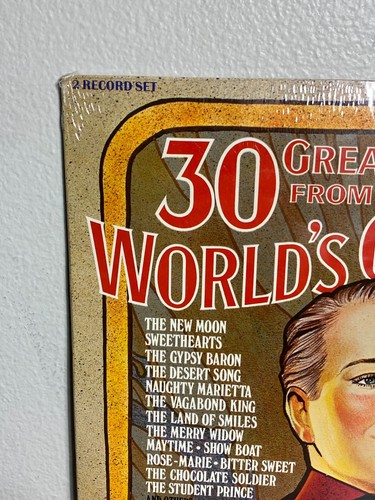 2 RECORD SET
30 GREA
FROM
WORLD'S G
THE NEW MOON
SWEETHEARTS
THE GYPSY BARON
THE DESERT SONG
NAUGHTY MARIETTA
THE VAGABOND KING
THE LAND OF SMILES
THE MERRY WIDOW
MAYTIME • SHOW BOAT
ROSE-MARIE • BITTER SWEET
THE CHOCOLATE SOLDIER
THE STUDENT PRINCE